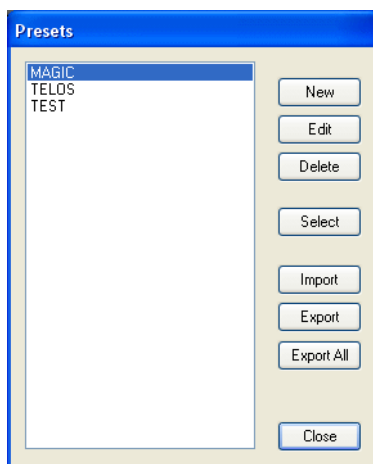 Presets
MAGIC
TELOS
TEST
New
Edit
Delete
Select
Import
Export
Export All
Close